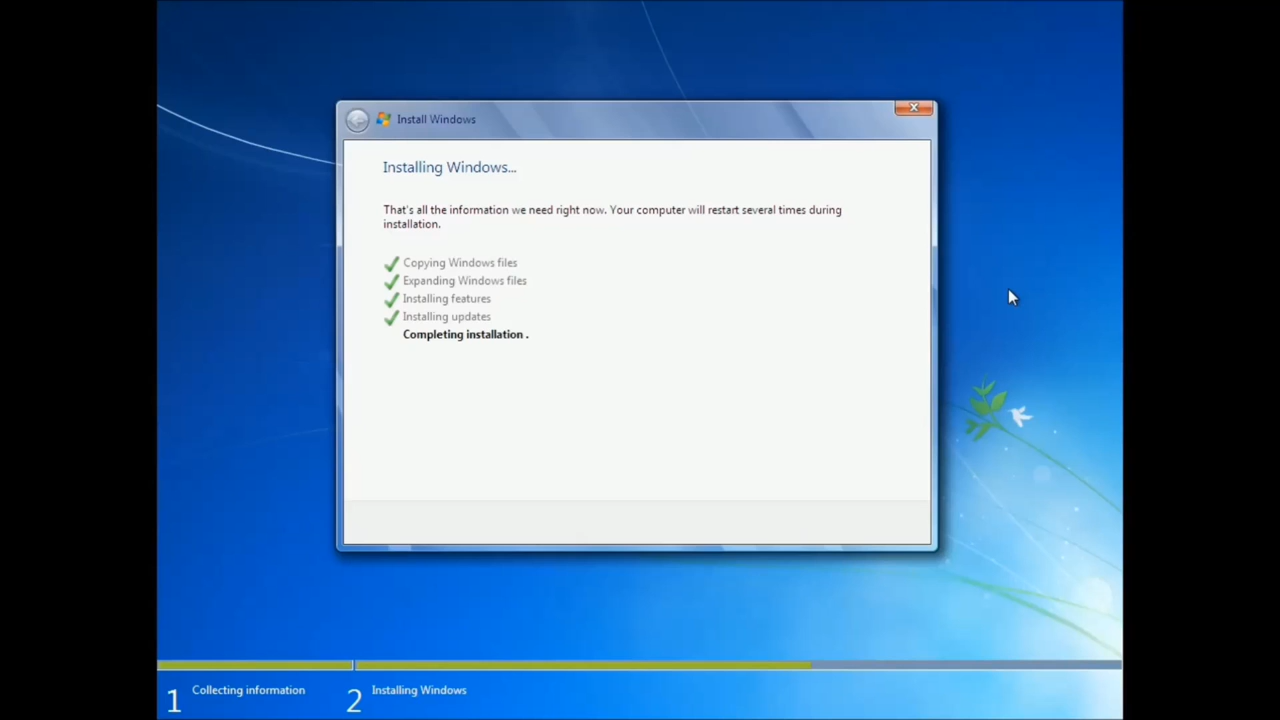 Install Windows
Installing Windows...
That's all the information we need right now. Your computer will restart several times during
installation.
Copying Windows files
Expanding Windows files
Installing features
Installing updates
Completing installation .
1 Collecting information
2 Installing Windows